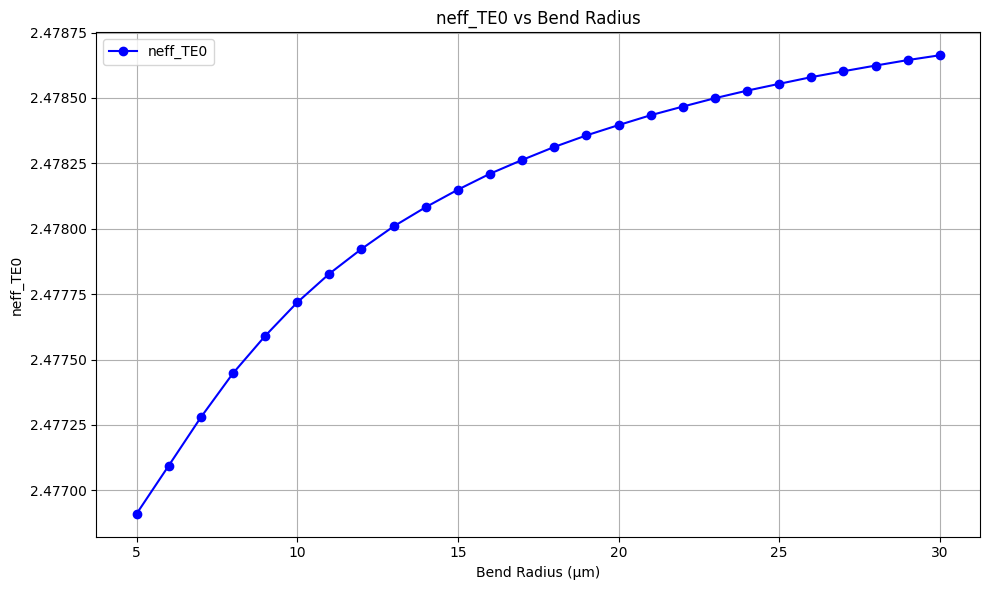 neff_TE0 vs Bend Radius
neff_TE0
2.47875
2.47850
2.47825
2.47800
2.47775
2.47750
2.47725
2.47700
neff_TE0
5 10 15 20 25 30
Bend Radius (μm)